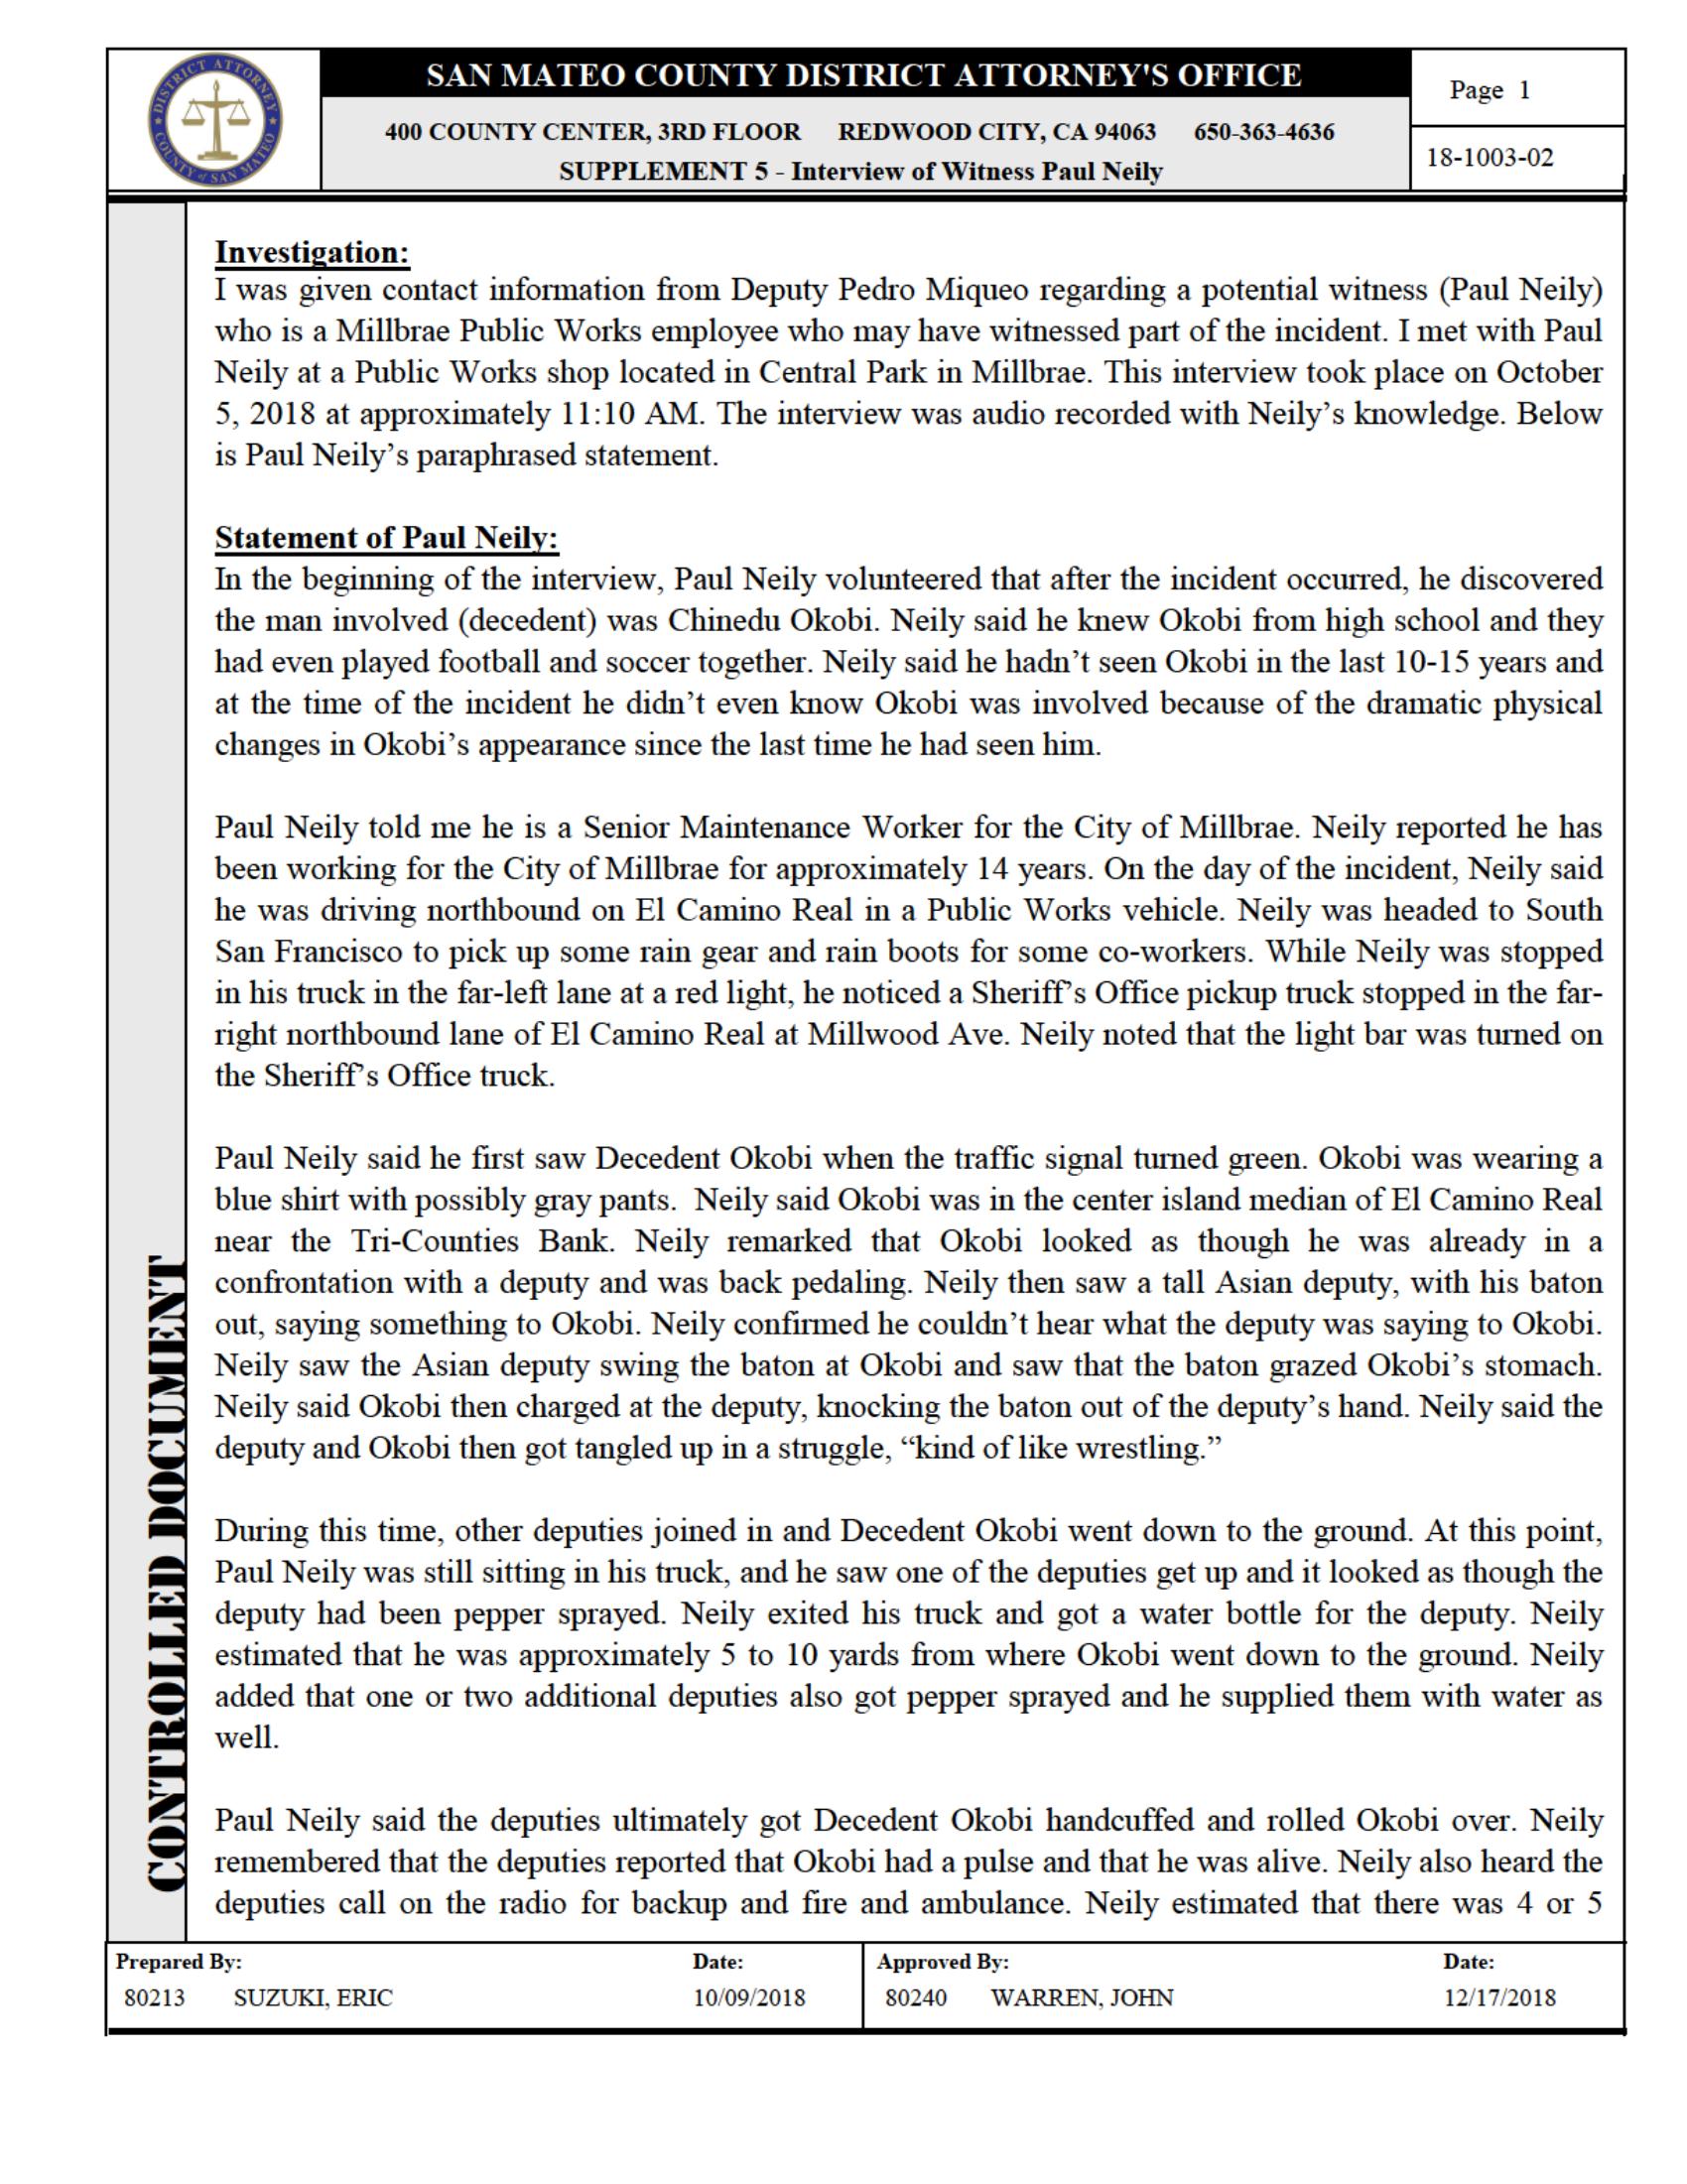 DISTRICT ATTORNEY
COUNTY of SAN MATEO
SAN MATEO COUNTY DISTRICT ATTORNEY'S OFFICE
400 COUNTY CENTER, 3RD FLOOR REDWOOD CITY, CA 94063 650-363-4636
SUPPLEMENT 5 - Interview of Witness Paul Neily
Page 1
18-1003-02
Investigation:
I was given contact information from Deputy Pedro Miqueo regarding a potential witness (Paul Neily)
who is a Millbrae Public Works employee who may have witnessed part of the incident. I met with Paul
Neily at a Public Works shop located in Central Park in Millbrae. This interview took place on October
5, 2018 at approximately 11:10 AM. The interview was audio recorded with Neily’s knowledge. Below
is Paul Neily’s paraphrased statement.
Statement of Paul Neily:
In the beginning of the interview, Paul Neily volunteered that after the incident occurred, he discovered
the man involved (decedent) was Chinedu Okobi. Neily said he knew Okobi from high school and they
had even played football and soccer together. Neily said he hadn’t seen Okobi in the last 10-15 years and
at the time of the incident he didn’t even know Okobi was involved because of the dramatic physical
changes in Okobi’s appearance since the last time he had seen him.
Paul Neily told me he is a Senior Maintenance Worker for the City of Millbrae. Neily reported he has
been working for the City of Millbrae for approximately 14 years. On the day of the incident, Neily said
he was driving northbound on El Camino Real in a Public Works vehicle. Neily was headed to South
San Francisco to pick up some rain gear and rain boots for some co-workers. While Neily was stopped
in his truck in the far-left lane at a red light, he noticed a Sheriff’s Office pickup truck stopped in the far-
right northbound lane of El Camino Real at Millwood Ave. Neily noted that the light bar was turned on
the Sheriff’s Office truck.
Paul Neily said he first saw Decedent Okobi when the traffic signal turned green. Okobi was wearing a
blue shirt with possibly gray pants. Neily said Okobi was in the center island median of El Camino Real
near the Tri-Counties Bank. Neily remarked that Okobi looked as though he was already in a
confrontation with a deputy and was back pedaling. Neily then saw a tall Asian deputy, with his baton
out, saying something to Okobi. Neily confirmed he couldn’t hear what the deputy was saying to Okobi.
Neily saw the Asian deputy swing the baton at Okobi and saw that the baton grazed Okobi’s stomach.
Neily said Okobi then charged at the deputy, knocking the baton out of the deputy’s hand. Neily said the
deputy and Okobi then got tangled up in a struggle, “kind of like wrestling.”
During this time, other deputies joined in and Decedent Okobi went down to the ground. At this point,
Paul Neily was still sitting in his truck, and he saw one of the deputies get up and it looked as though the
deputy had been pepper sprayed. Neily exited his truck and got a water bottle for the deputy. Neily
estimated that he was approximately 5 to 10 yards from where Okobi went down to the ground. Neily
added that one or two additional deputies also got pepper sprayed and he supplied them with water as
well.
Paul Neily said the deputies ultimately got Decedent Okobi handcuffed and rolled Okobi over. Neily
remembered that the deputies reported that Okobi had a pulse and that he was alive. Neily also heard the
deputies call on the radio for backup and fire and ambulance. Neily estimated that there was 4 or 5
CONTROLLED DOCUMENT
Prepared By: Date: Approved By: Date:
80213 SUZUKI, ERIC 10/09/2018 80240 WARREN, JOHN 12/17/2018